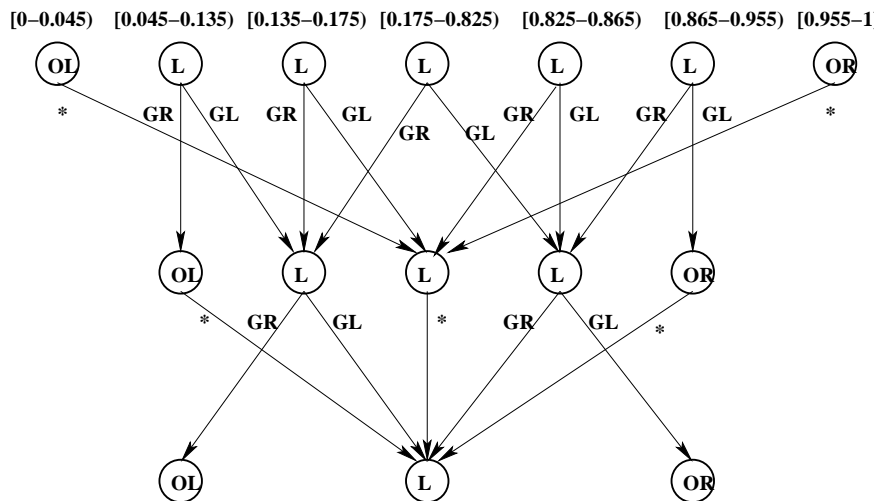 [0–0.045) [0.045–0.135) [0.135–0.175) [0.175–0.825) [0.825–0.865) [0.865–0.955) [0.955–1]
OL L L L L L OR
* GR GL GR GL GR GL GR GL GR GL *
OL L L L OR
* GR GL * GR GL *
OL L OR